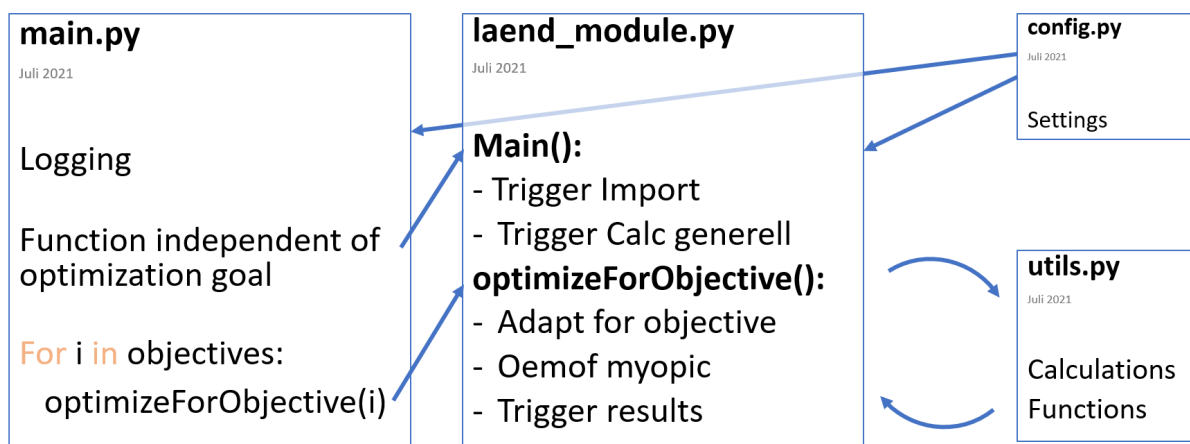 main.py
Juli 2021
Logging
Function independent of
optimization goal
For i in objectives:
optimizeForObjective(i)
laend_module.py
Juli 2021
Main():
- Trigger Import
- Trigger Calc generell
optimizeForObjective():
- Adapt for objective
- Oemof myopic
- Trigger results
config.py
Juli 2021
Settings
utils.py
Juli 2021
Calculations
Functions